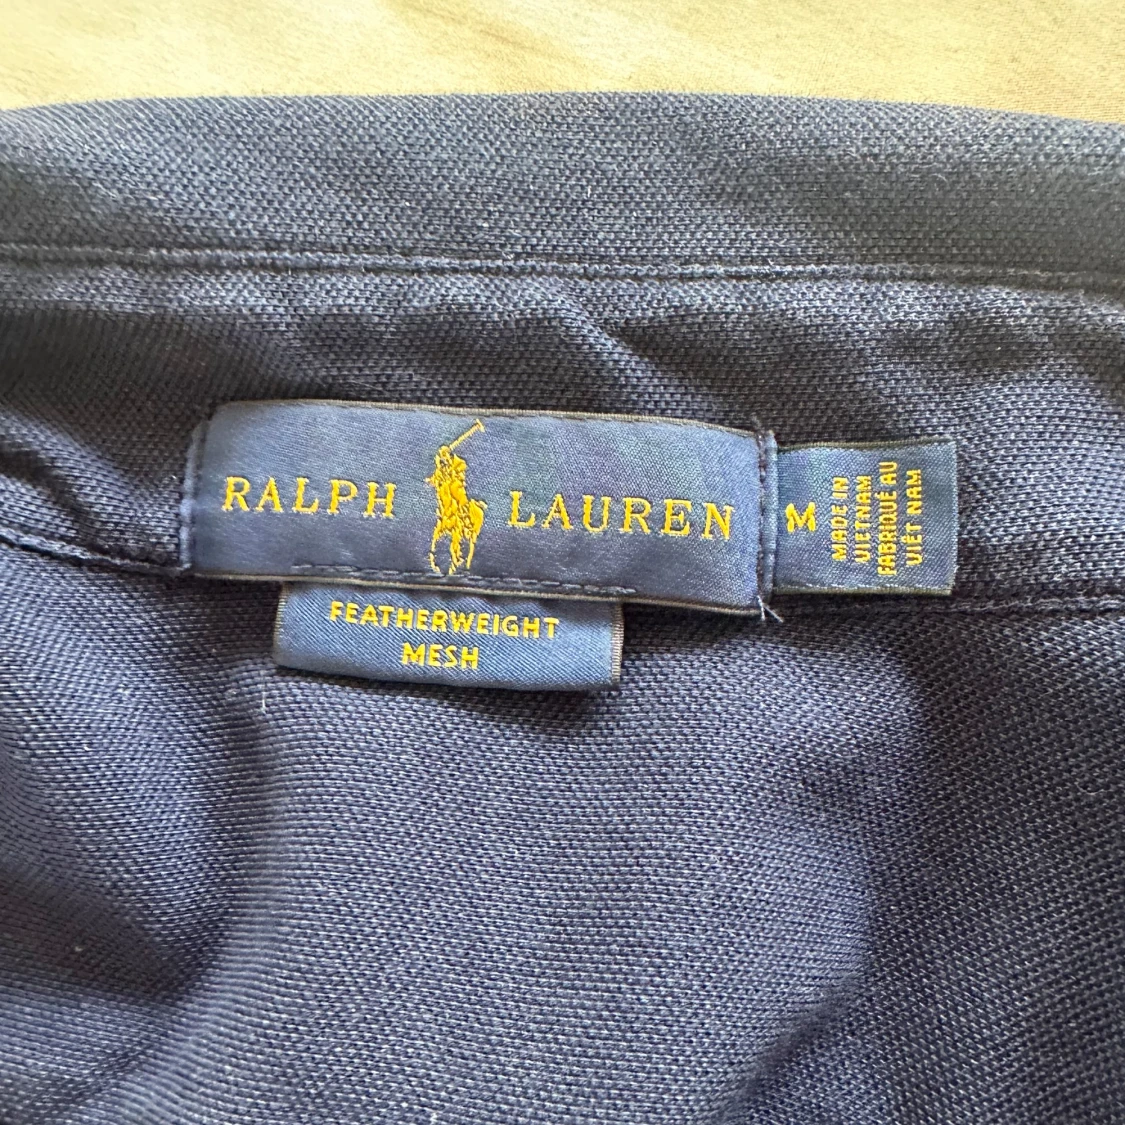 RALPH LAUREN
M
MADE IN
VIETNAM
FABRIQUÉ AU
VIÊT NAM
FEATHERWEIGHT
MESH